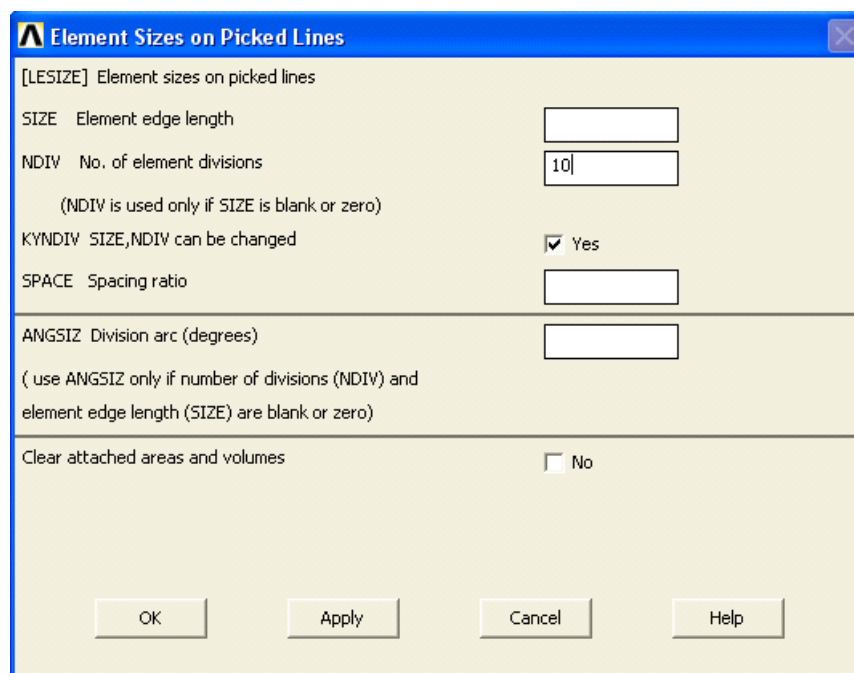 Element Sizes on Picked Lines
[LESIZE] Element sizes on picked lines
SIZE Element edge length
NDIV No. of element divisions 10
(NDIV is used only if SIZE is blank or zero)
KYNDIV SIZE,NDIV can be changed Yes
SPACE Spacing ratio
ANGSIZ Division arc (degrees)
( use ANGSIZ only if number of divisions (NDIV) and
element edge length (SIZE) are blank or zero)
Clear attached areas and volumes No
OK Apply Cancel Help